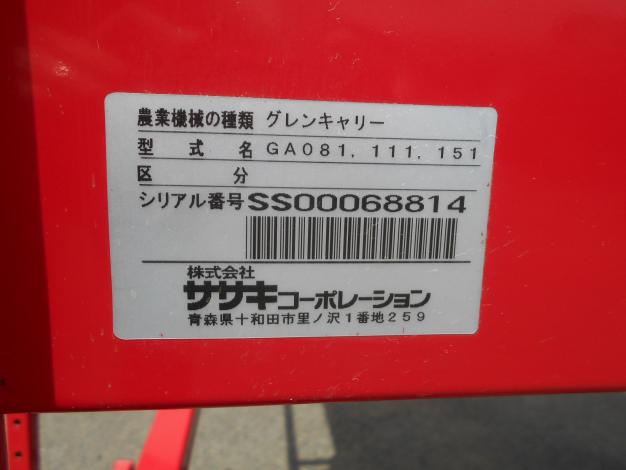 農業機械の種類 グレンキャリー
型式名 GA081, 111, 151
区分
シリアル番号 SS00068814
株式会社
ササキコーポレーション
青森県十和田市里ノ沢1番地259